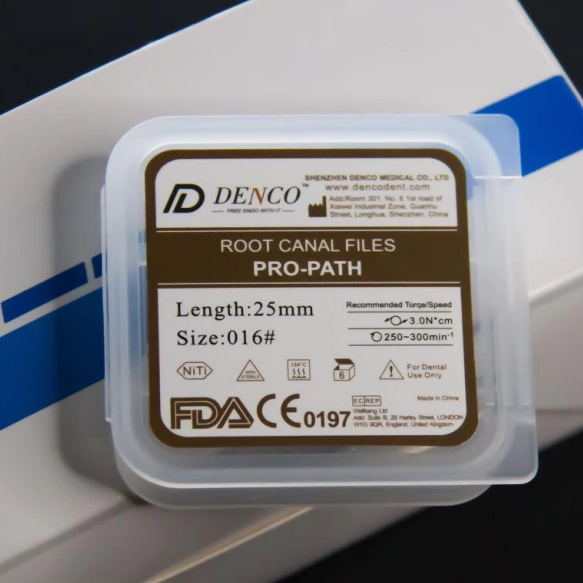 DENCO™
FREE ENDO WITH IT
SHENZHEN DENCO MEDICAL CO., LTD
www.dencodent.com
Add:Room 301, No. 8 1st road of
Xiawei Industrial Zone, Guanhu
Street, Longhua, Shenzhen, China
ROOT CANAL FILES
PRO-PATH
Length:25mm
Size:016#
Recommended Torqe/Speed
3.0N*cm
250~300min-1
NiTi
NON
STERILE
134°C
6
For Dental
Use Only
Made in China
FDA CE 0197
EC REP
Wellkang Ltd
Add: Suite B, 29 Harley Street, LONDON
W1G 9QR, England, United Kingdom